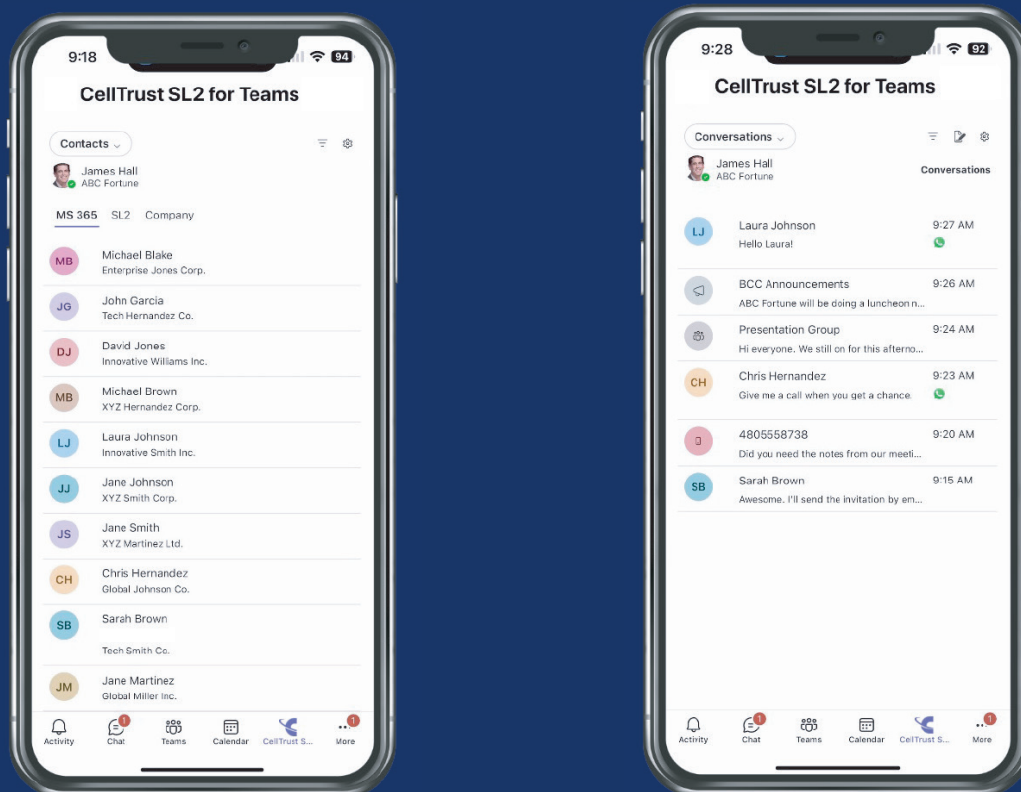 9:18
94
CellTrust SL2 for Teams
Contacts
James Hall
ABC Fortune
MS 365 SL2 Company
MB
Michael Blake
Enterprise Jones Corp.
JG
John Garcia
Tech Hernandez Co.
DJ
David Jones
Innovative Williams Inc.
MB
Michael Brown
XYZ Hernandez Corp.
LJ
Laura Johnson
Innovative Smith Inc.
JJ
Jane Johnson
XYZ Smith Corp.
JS
Jane Smith
XYZ Martinez Ltd.
CH
Chris Hernandez
Global Johnson Co.
SB
Sarah Brown
Tech Smith Co.
JM
Jane Martinez
Global Miller Inc.
1 1
Activity Chat Teams Calendar CellTrust S... More
9:28
92
CellTrust SL2 for Teams
Conversations
James Hall
ABC Fortune
Conversations
LJ
Laura Johnson 9:27 AM
Hello Laura!
BCC Announcements 9:26 AM
ABC Fortune will be doing a luncheon n...
Presentation Group 9:24 AM
Hi everyone. We still on for this afterno...
CH
Chris Hernandez 9:23 AM
Give me a call when you get a chance.
4805558738 9:20 AM
Did you need the notes from our meeti...
SB
Sarah Brown 9:15 AM
Awesome. I'll send the invitation by em...
1 1
Activity Chat Teams Calendar CellTrust S... More